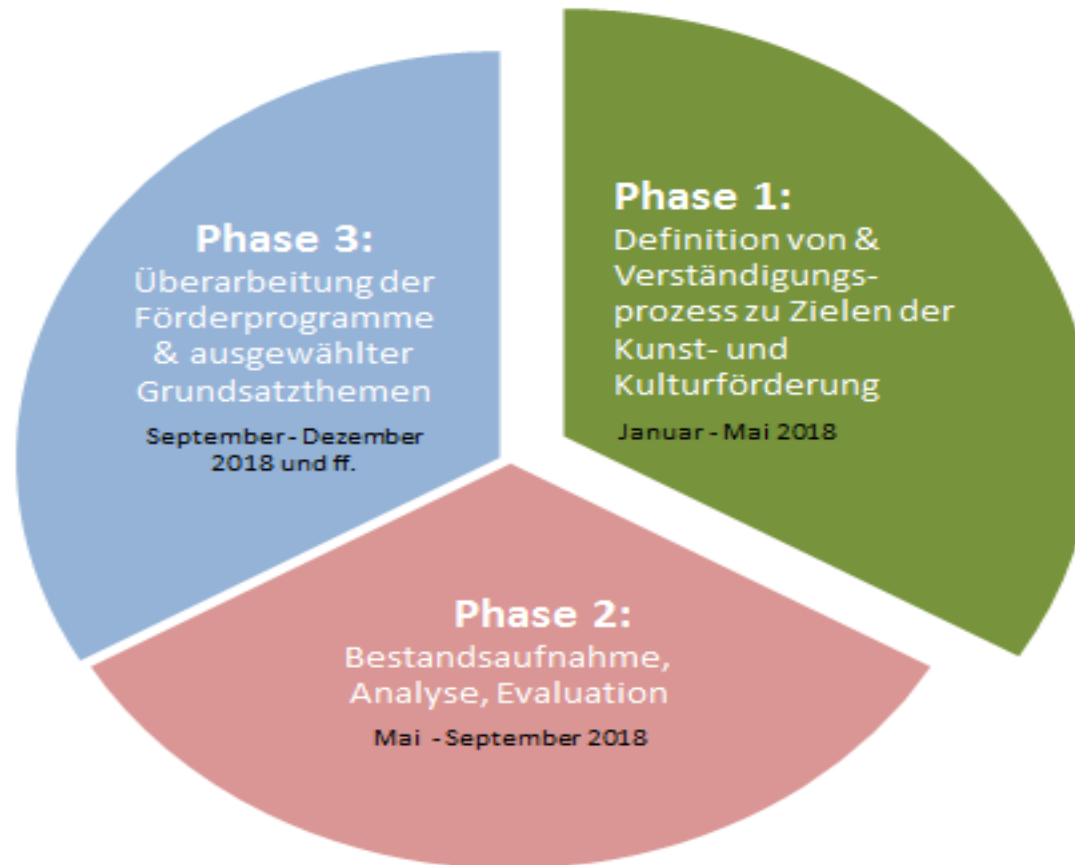 Phase 1:
Definition von &
Verständigungs-
prozess zu Zielen der
Kunst- und
Kulturförderung
Januar - Mai 2018
Phase 2:
Bestandsaufnahme,
Analyse, Evaluation
Mai - September 2018
Phase 3:
Überarbeitung der
Förderprogramme
& ausgewählter
Grundsatzthemen
September - Dezember
2018 und ff.